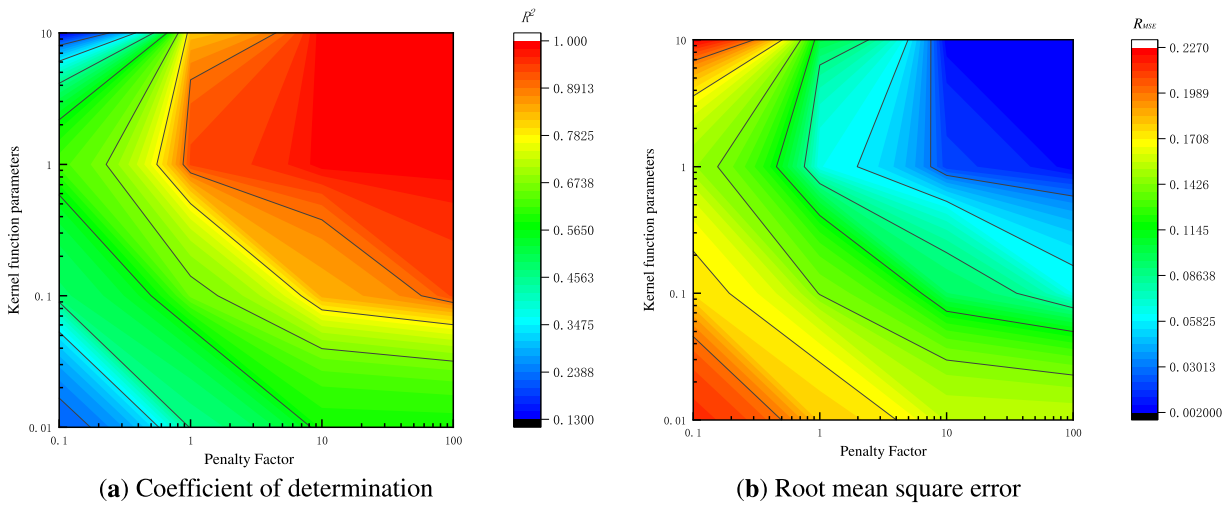 R²
1.000
0.8913
0.7825
0.6738
0.5650
0.4563
0.3475
0.2388
0.1300
10
1
0.1
0.01
Kernel function parameters
0.1 1 10 100
Penalty Factor
(a) Coefficient of determination
R_MSE
0.2270
0.1989
0.1708
0.1426
0.1145
0.08638
0.05825
0.03013
0.002000
10
1
0.1
0.01
Kernel function parameters
0.1 1 10 100
Penalty Factor
(b) Root mean square error